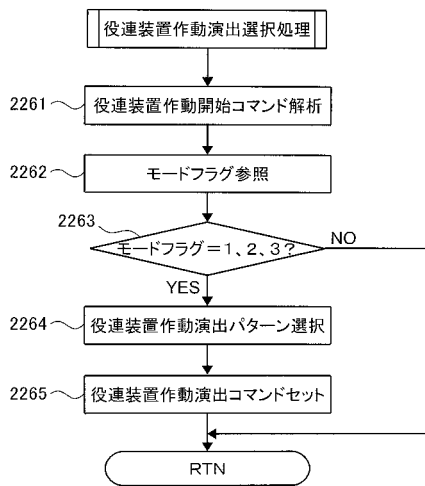 役連装置作動演出選択処理
2261
役連装置作動開始コマンド解析
2262
モードフラグ参照
2263
モードフラグ＝1、2、3?
NO
YES
2264
役連装置作動演出パターン選択
2265
役連装置作動演出コマンドセット
RTN